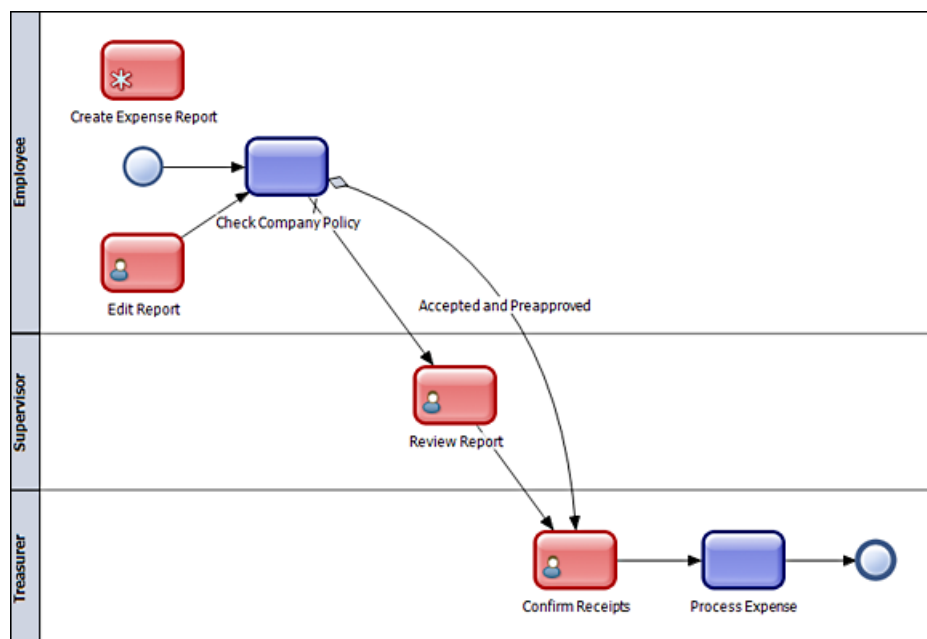 Employee
Create Expense Report
Check Company Policy
Edit Report
Accepted and Preapproved
Supervisor
Review Report
Treasurer
Confirm Receipts
Process Expense